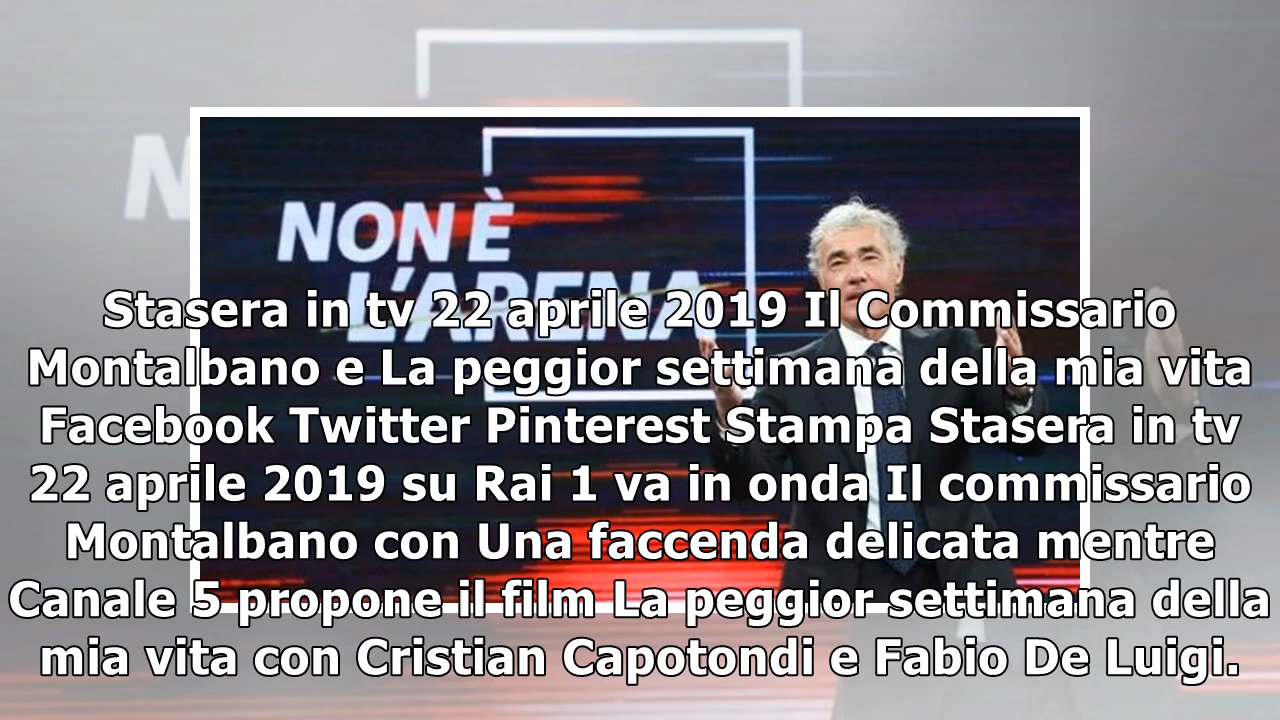 N
NON È
L'ARENA
Stasera in tv 22 aprile 2019 Il Commissario
Montalbano e La peggior settimana della mia vita
Facebook Twitter Pinterest Stampa Stasera in tv
22 aprile 2019 su Rai 1 va in onda Il commissario
Montalbano con Una faccenda delicata mentre
Canale 5 propone il film La peggior settimana della
mia vita con Cristian Capotondi e Fabio De Luigi.